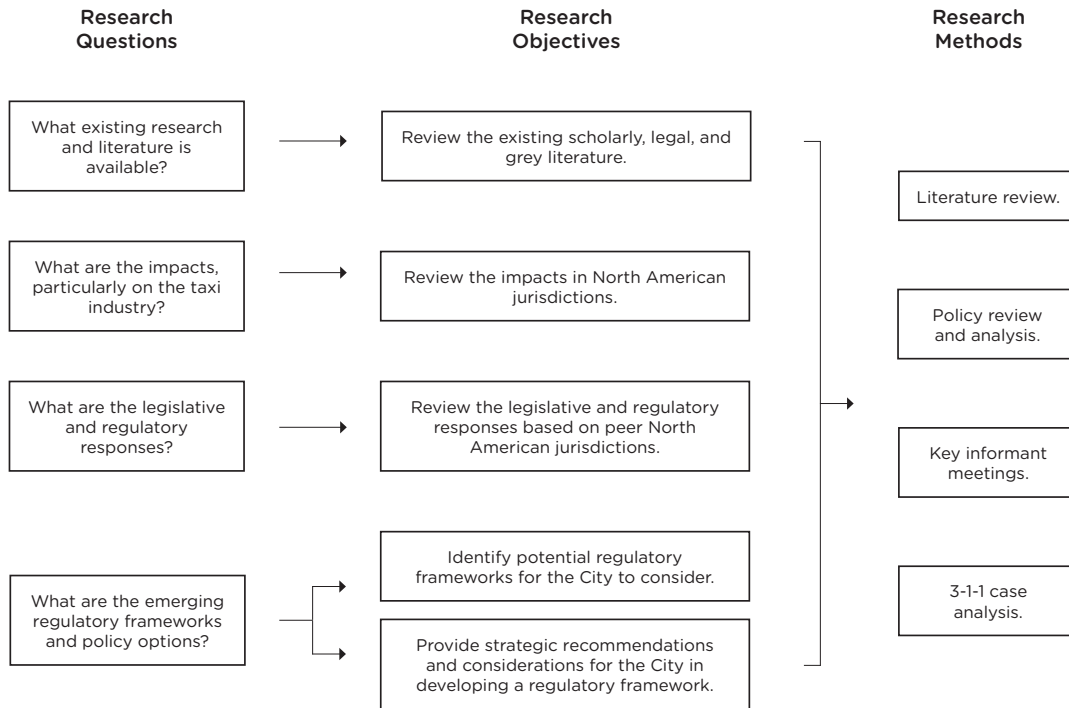 Research
Questions
Research
Objectives
Research
Methods
What existing research
and literature is
available?
Review the existing scholarly, legal, and
grey literature.
Literature review.
What are the impacts,
particularly on the taxi
industry?
Review the impacts in North American
jurisdictions.
Policy review
and analysis.
What are the legislative
and regulatory
responses?
Review the legislative and regulatory
responses based on peer North
American jurisdictions.
Key informant
meetings.
What are the emerging
regulatory frameworks
and policy options?
Identify potential regulatory
frameworks for the City to consider.
Provide strategic recommendations
and considerations for the City in
developing a regulatory framework.
3-1-1 case
analysis.